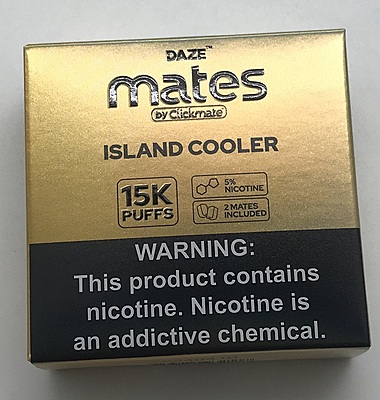 DAZE™
mates
by Clickmate
ISLAND COOLER
15K
PUFFS
5%
NICOTINE
2 MATES
INCLUDED
WARNING:
This product contains
nicotine. Nicotine is
an addictive chemical.